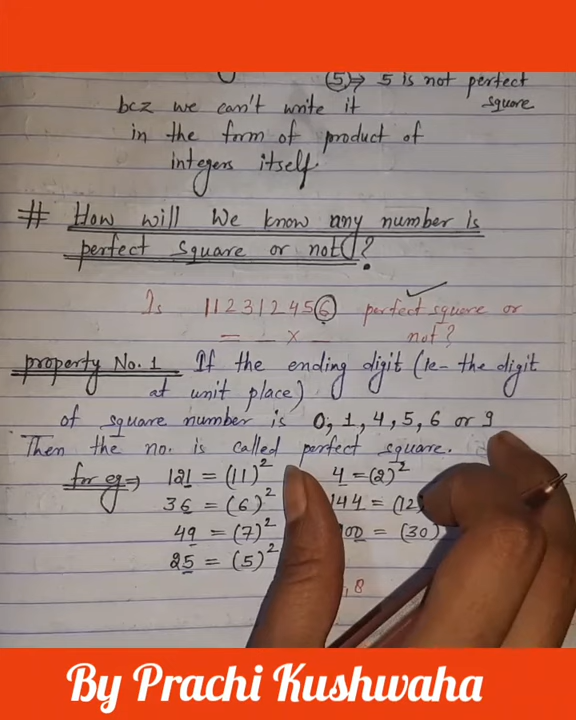 ⑤⇒ 5 is not perfect
square
bcz we can't write it
in the form of product of
integers itself.
# How will we know any number is
perfect square or not?
Is 112312456 perfect square or
= _ × _ not?
property No. 1 If the ending digit (ie- the digit
at unit place)
of square number is 0, 1, 4, 5, 6 or 9
Then the no. is called perfect square.
for eg ⇒ 121 = (11)² 4 = (2)²
36 = (6)² 144 = (12)
49 = (7)² 00 = (30)
25 = (5)²
, 8
By Prachi Kushwaha